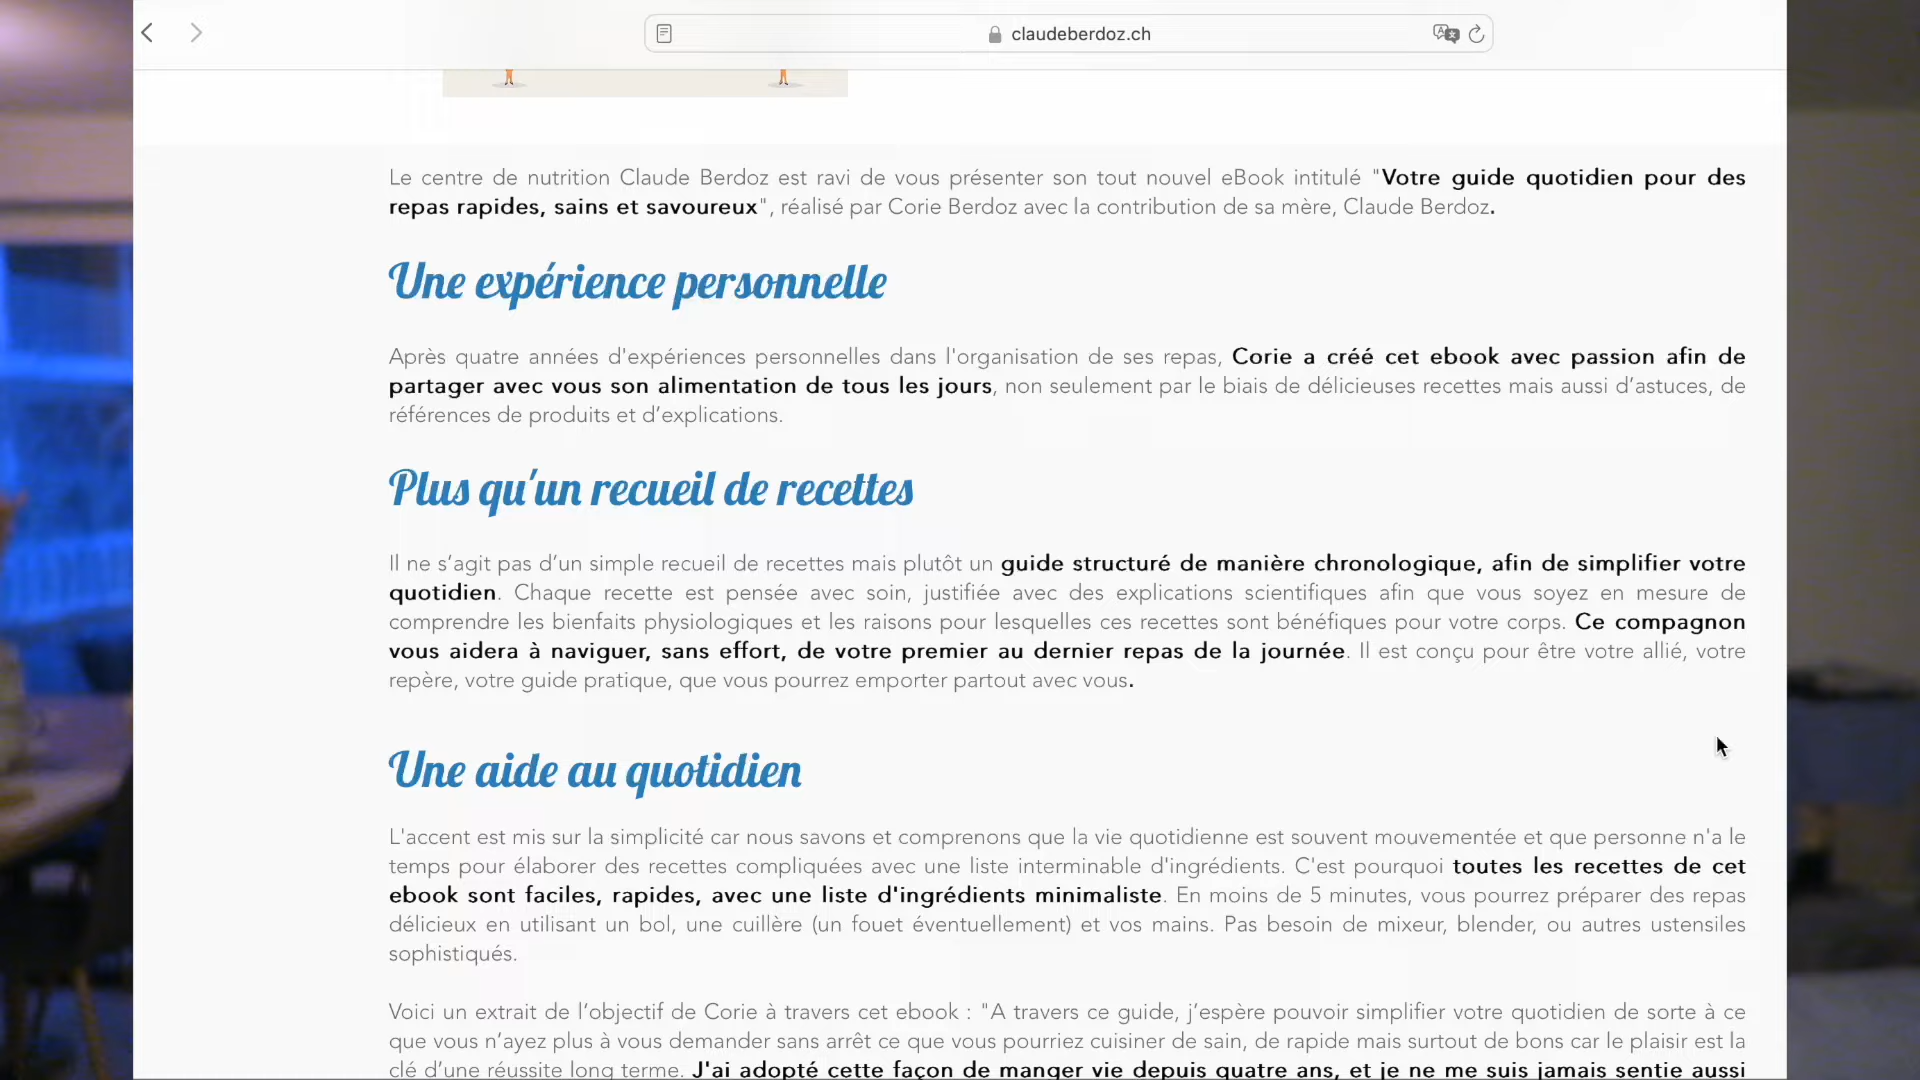 claudeberdoz.ch
Le centre de nutrition Claude Berdoz est ravi de vous présenter son tout nouvel eBook intitulé "Votre guide quotidien pour des
repas rapides, sains et savoureux", réalisé par Corie Berdoz avec la contribution de sa mère, Claude Berdoz.
Une expérience personnelle
Après quatre années d'expériences personnelles dans l'organisation de ses repas, Corie a créé cet ebook avec passion afin de
partager avec vous son alimentation de tous les jours, non seulement par le biais de délicieuses recettes mais aussi d’astuces, de
références de produits et d’explications.
Plus qu'un recueil de recettes
Il ne s’agit pas d’un simple recueil de recettes mais plutôt un guide structuré de manière chronologique, afin de simplifier votre
quotidien. Chaque recette est pensée avec soin, justifiée avec des explications scientifiques afin que vous soyez en mesure de
comprendre les bienfaits physiologiques et les raisons pour lesquelles ces recettes sont bénéfiques pour votre corps. Ce compagnon
vous aidera à naviguer, sans effort, de votre premier au dernier repas de la journée. Il est conçu pour être votre allié, votre
repère, votre guide pratique, que vous pourrez emporter partout avec vous.
Une aide au quotidien
L'accent est mis sur la simplicité car nous savons et comprenons que la vie quotidienne est souvent mouvementée et que personne n'a le
temps pour élaborer des recettes compliquées avec une liste interminable d'ingrédients. C'est pourquoi toutes les recettes de cet
ebook sont faciles, rapides, avec une liste d'ingrédients minimaliste. En moins de 5 minutes, vous pourrez préparer des repas
délicieux en utilisant un bol, une cuillère (un fouet éventuellement) et vos mains. Pas besoin de mixeur, blender, ou autres ustensiles
sophistiqués.
Voici un extrait de l’objectif de Corie à travers cet ebook : "A travers ce guide, j’espère pouvoir simplifier votre quotidien de sorte à ce
que vous n’ayez plus à vous demander sans arrêt ce que vous pourriez cuisiner de sain, de rapide mais surtout de bons car le plaisir est la
clé d’une réussite long terme. J'ai adopté cette façon de manger vie depuis quatre ans, et je ne me suis jamais sentie aussi